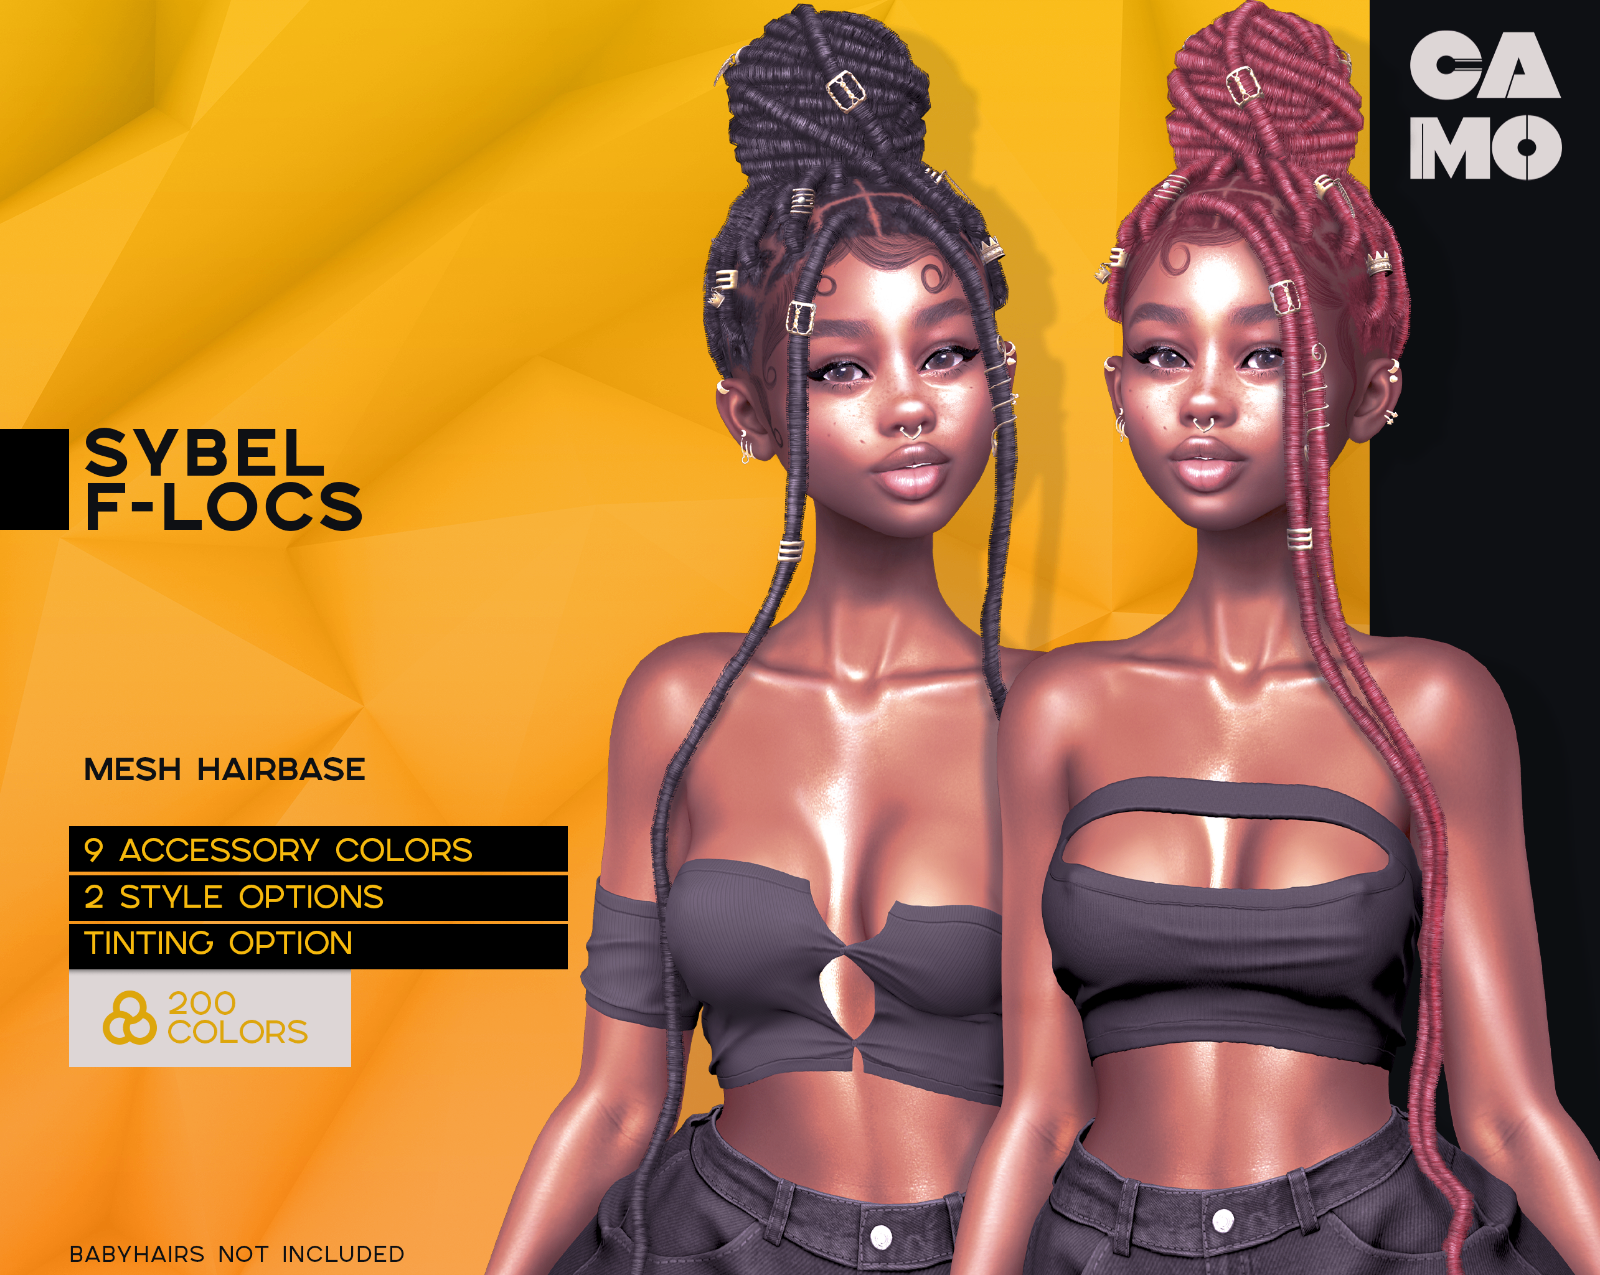 CA
MO
SYBEL
F-LOCS
MESH HAIRBASE
9 ACCESSORY COLORS
2 STYLE OPTIONS
TINTING OPTION
200
COLORS
BABYHAIRS NOT INCLUDED